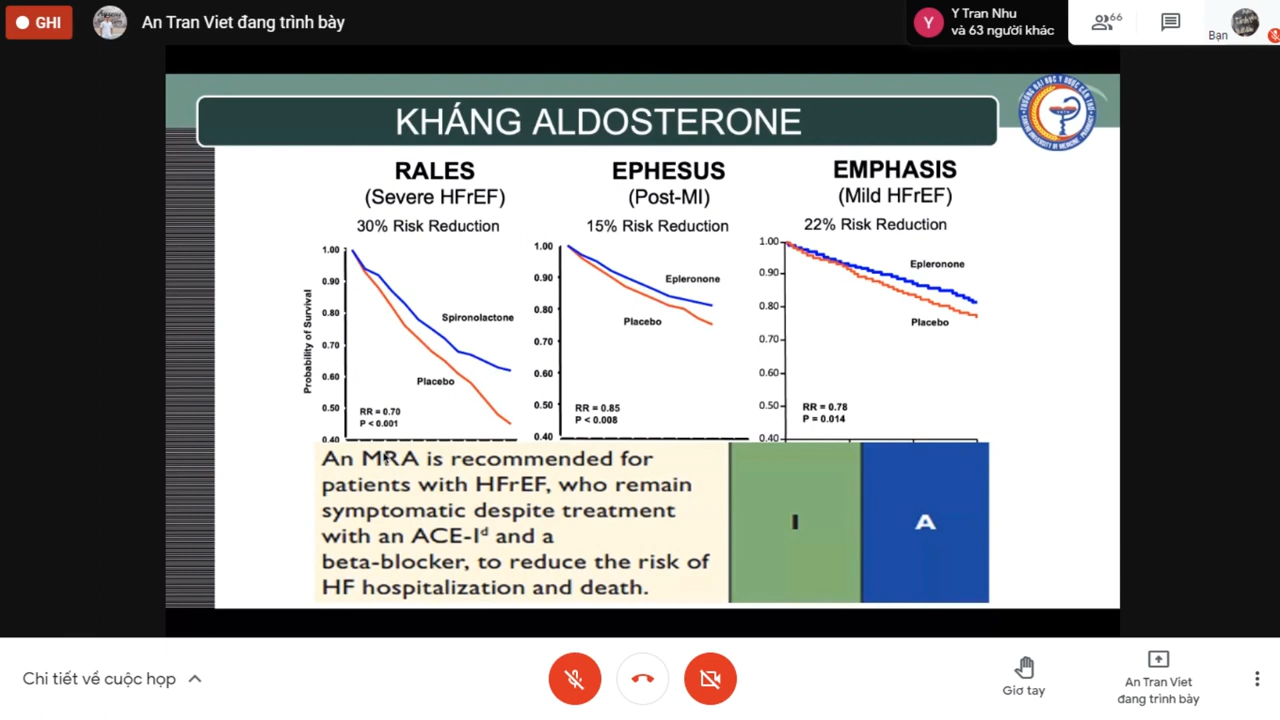 GHI
An Tran Viet đang trình bày
Y
Y Tran Nhu
và 63 người khác
66
Bạn
KHÁNG ALDOSTERONE
RALES
(Severe HFrEF)
30% Risk Reduction
EPHESUS
(Post-MI)
15% Risk Reduction
EMPHASIS
(Mild HFrEF)
22% Risk Reduction
Probability of Survival
1.00
0.90
0.80
0.70
0.60
0.50
0.40
Spironolactone
Placebo
RR = 0.70
P < 0.001
1.00
0.90
0.80
0.70
0.60
0.50
0.40
Epleronone
Placebo
RR = 0.85
P < 0.008
1.00
0.90
0.80
0.70
0.60
0.50
0.40
Epleronone
Placebo
RR = 0.78
P = 0.014
An MRA is recommended for
patients with HFrEF, who remain
symptomatic despite treatment
with an ACE-Iᵈ and a
beta-blocker, to reduce the risk of
HF hospitalization and death.
I
A
Chi tiết về cuộc họp
Giơ tay
An Tran Viet
đang trình bày